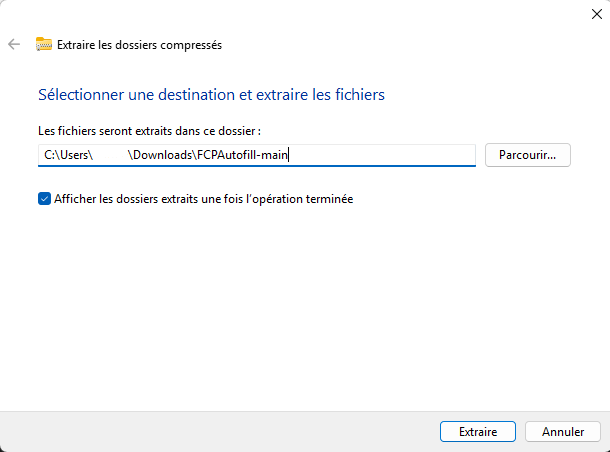 Extraire les dossiers compressés
Sélectionner une destination et extraire les fichiers
Les fichiers seront extraits dans ce dossier :
C:\Users\ \Downloads\FCPAutofill-main
Parcourir...
Afficher les dossiers extraits une fois l'opération terminée
Extraire
Annuler